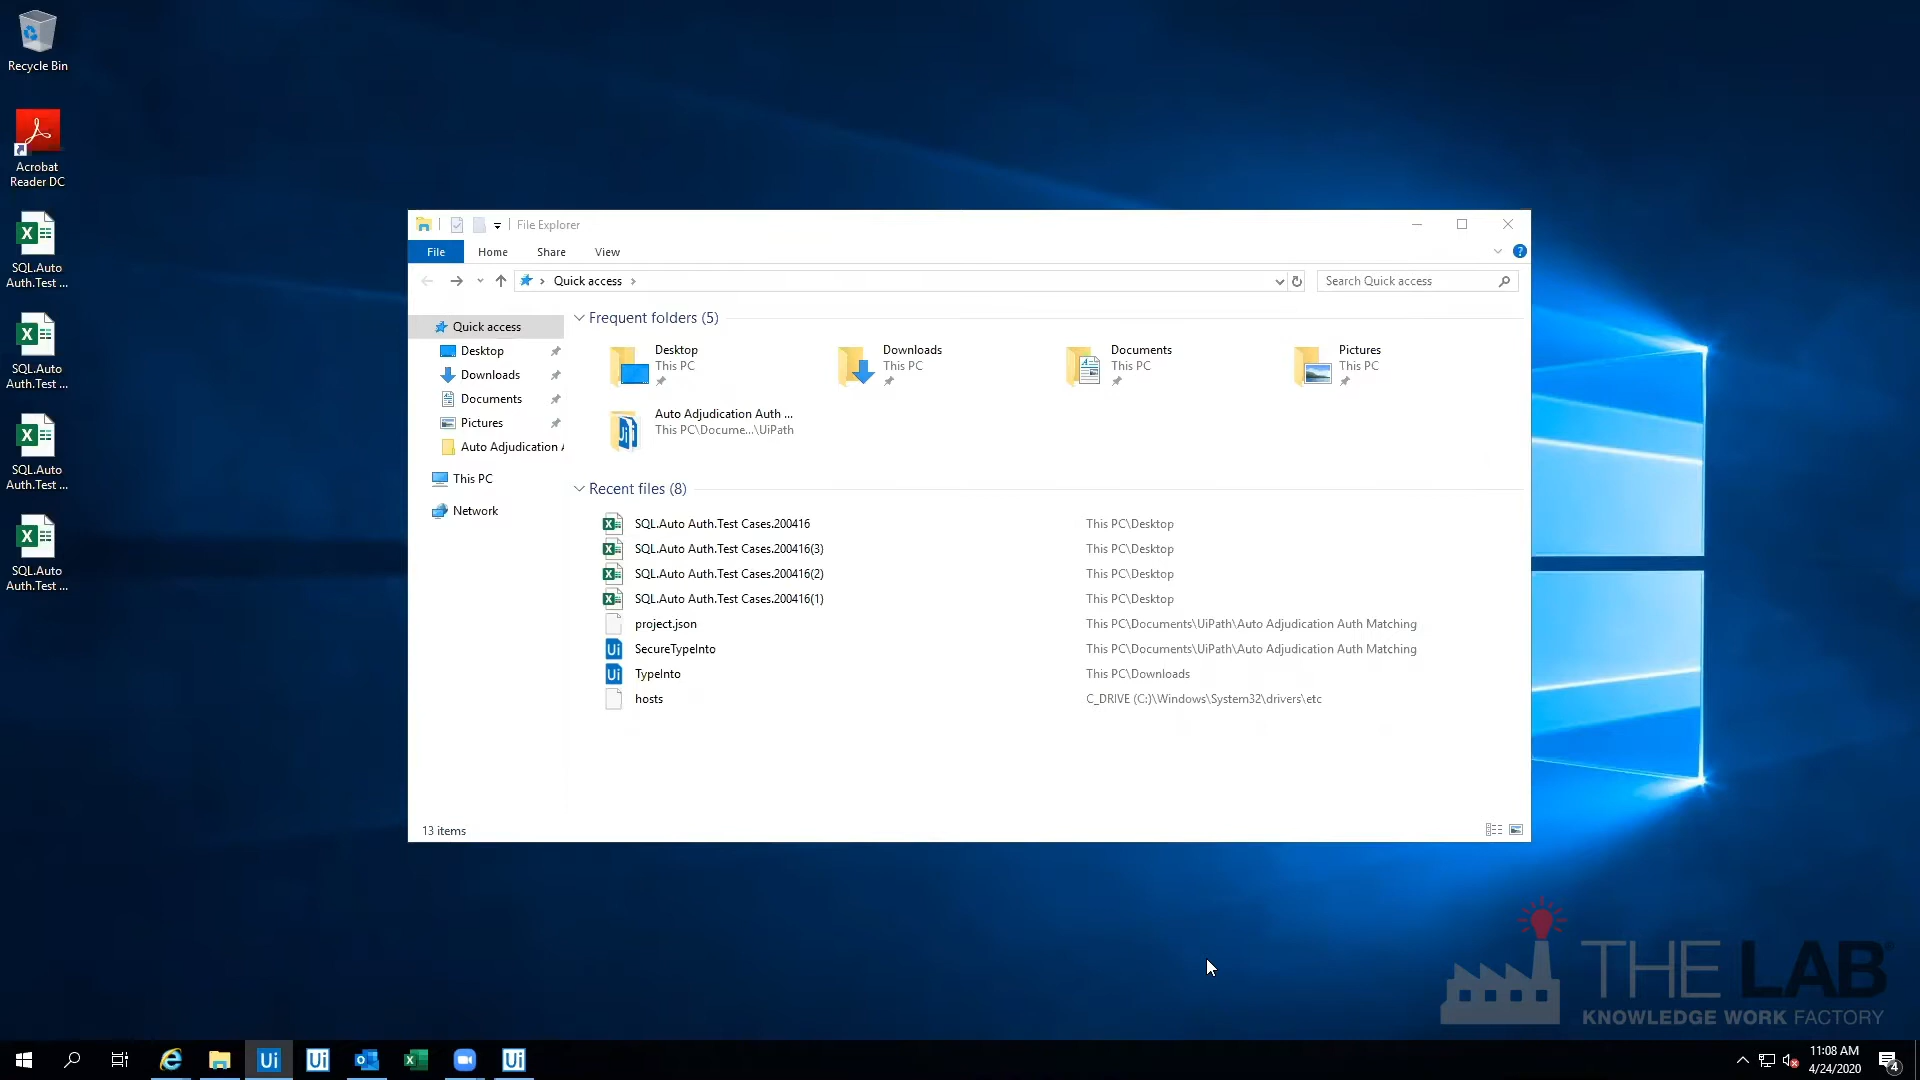 Recycle Bin
Acrobat
Reader DC
SQL.Auto
Auth.Test ...
SQL.Auto
Auth.Test ...
SQL.Auto
Auth.Test ...
SQL.Auto
Auth.Test ...
File Explorer
File Home Share View
Quick access
Search Quick access
Quick access
Desktop
Downloads
Documents
Pictures
Auto Adjudication A
This PC
Network
Frequent folders (5)
Desktop
This PC
Downloads
This PC
Documents
This PC
Pictures
This PC
Auto Adjudication Auth ...
This PC\Docume...\UiPath
Recent files (8)
SQL.Auto Auth.Test Cases.200416 This PC\Desktop
SQL.Auto Auth.Test Cases.200416(3) This PC\Desktop
SQL.Auto Auth.Test Cases.200416(2) This PC\Desktop
SQL.Auto Auth.Test Cases.200416(1) This PC\Desktop
project.json This PC\Documents\UiPath\Auto Adjudication Auth Matching
SecureTypeInto This PC\Documents\UiPath\Auto Adjudication Auth Matching
TypeInto This PC\Downloads
hosts C_DRIVE (C:)\Windows\System32\drivers\etc
13 items
THE LAB®
KNOWLEDGE WORK FACTORY
Ui Ui Ui
11:08 AM
4/24/2020
4